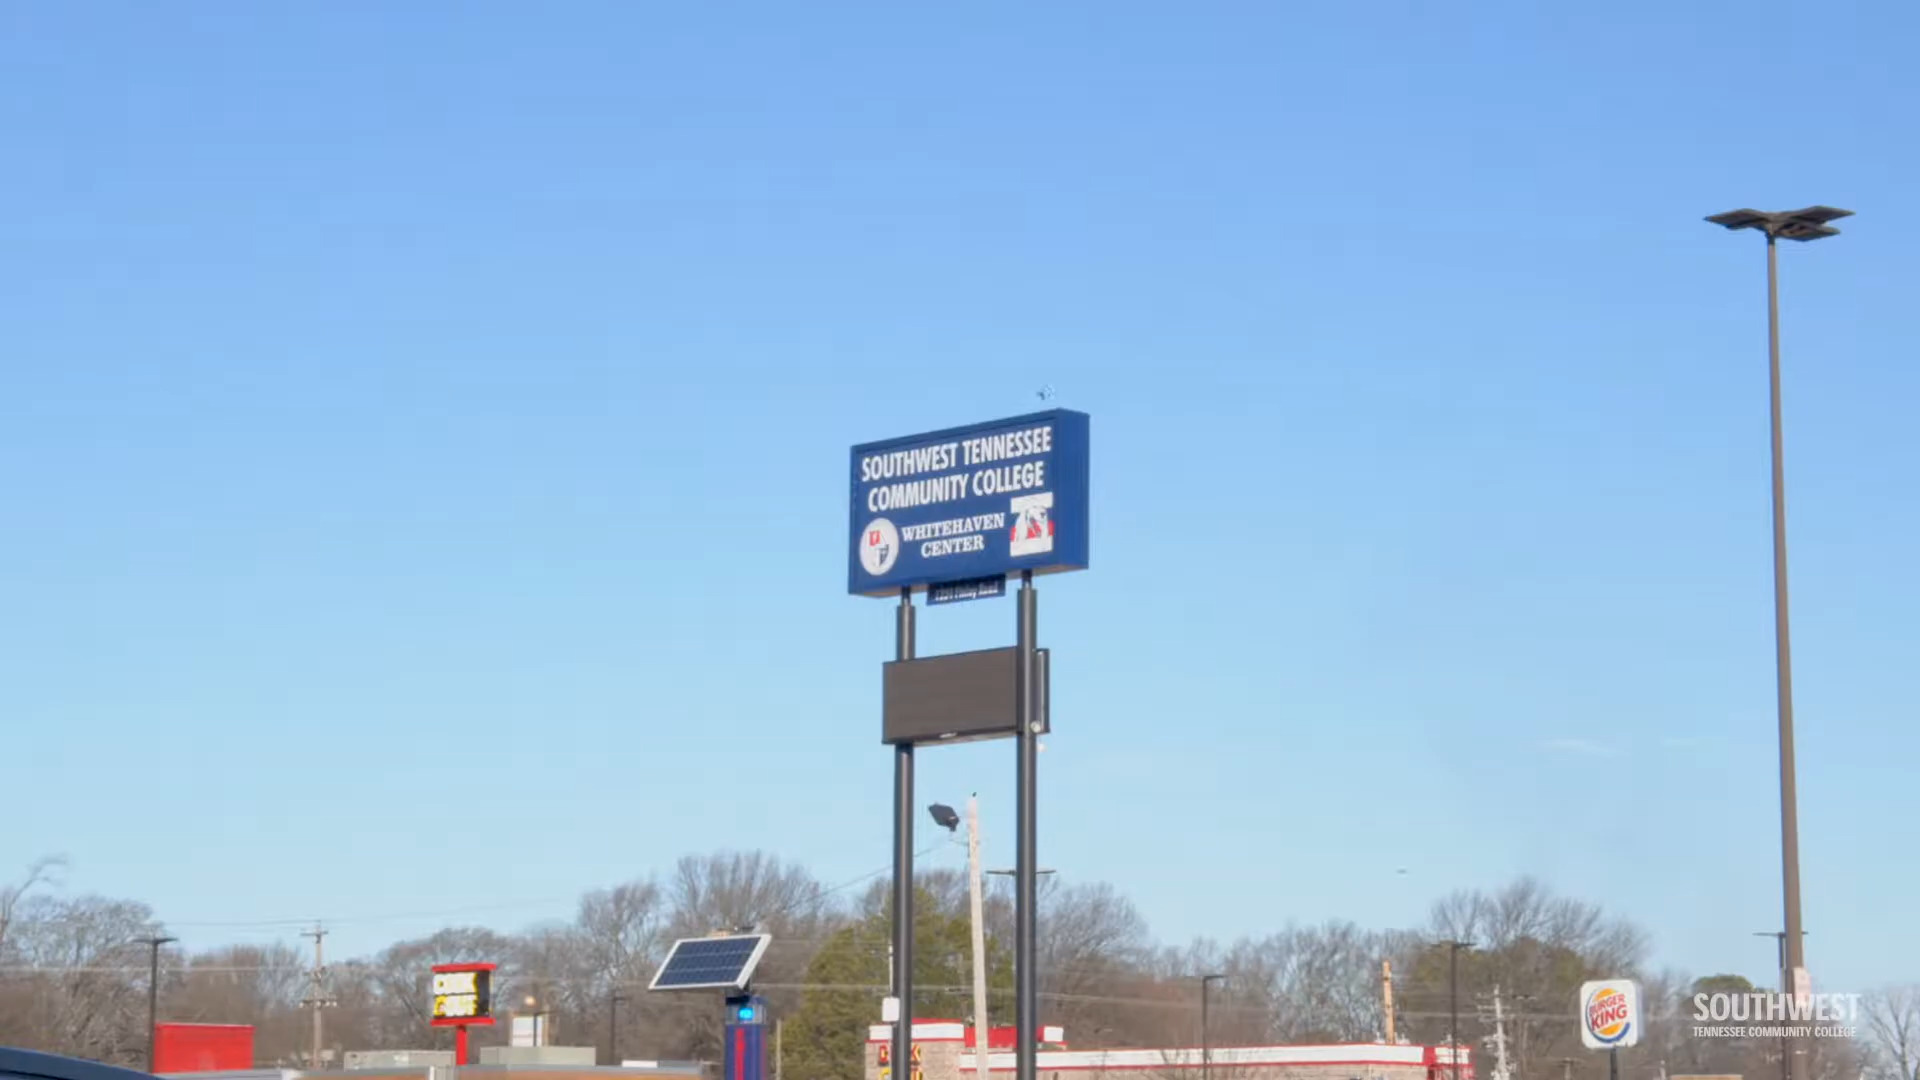 SOUTHWEST TENNESSEE
COMMUNITY COLLEGE
WHITEHAVEN
CENTER
BURGER
KING
SOUTHWEST
TENNESSEE COMMUNITY COLLEGE